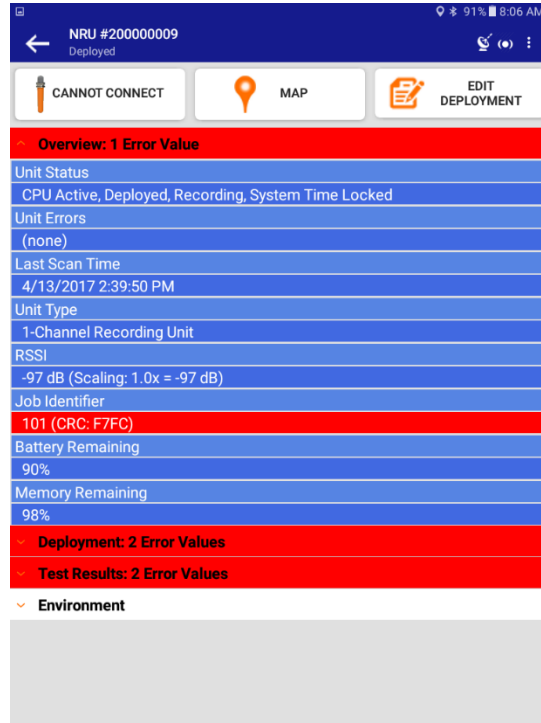 91% 8:06 AM
NRU #200000009
Deployed
CANNOT CONNECT
MAP
EDIT
DEPLOYMENT
Overview: 1 Error Value
Unit Status
CPU Active, Deployed, Recording, System Time Locked
Unit Errors
(none)
Last Scan Time
4/13/2017 2:39:50 PM
Unit Type
1-Channel Recording Unit
RSSI
-97 dB (Scaling: 1.0x = -97 dB)
Job Identifier
101 (CRC: F7FC)
Battery Remaining
90%
Memory Remaining
98%
Deployment: 2 Error Values
Test Results: 2 Error Values
Environment